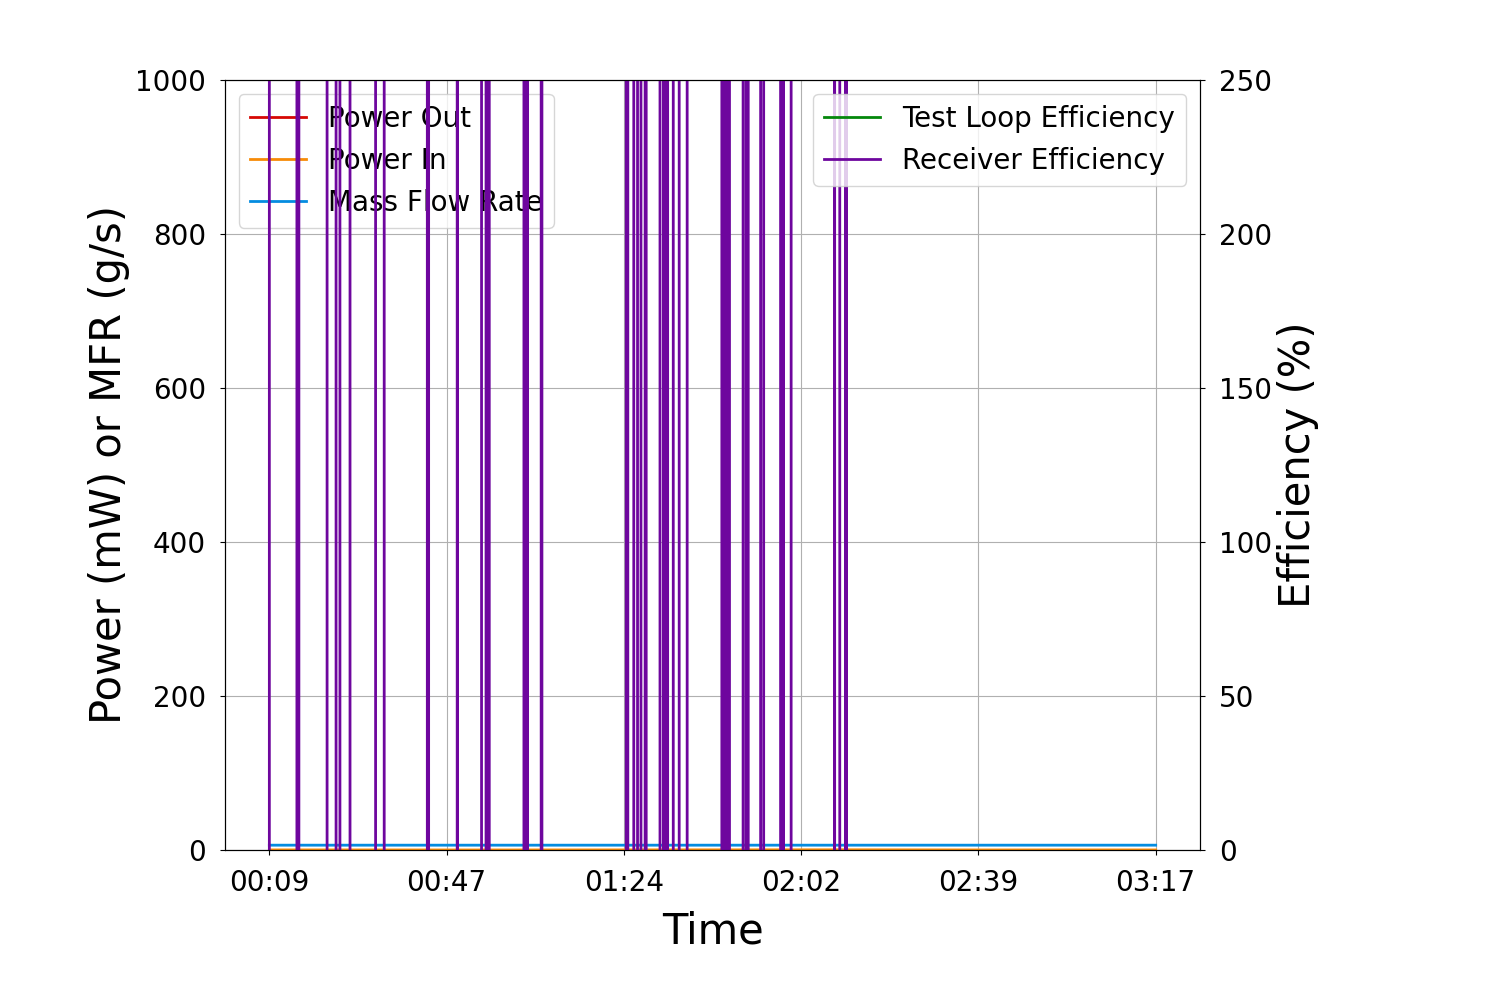 1000
800
600
400
200
0
Power (mW) or MFR (g/s)
Power Out
Power In
Mass Flow Rate
Test Loop Efficiency
Receiver Efficiency
250
200
150
100
50
0
Efficiency (%)
00:09 00:47 01:24 02:02 02:39 03:17
Time